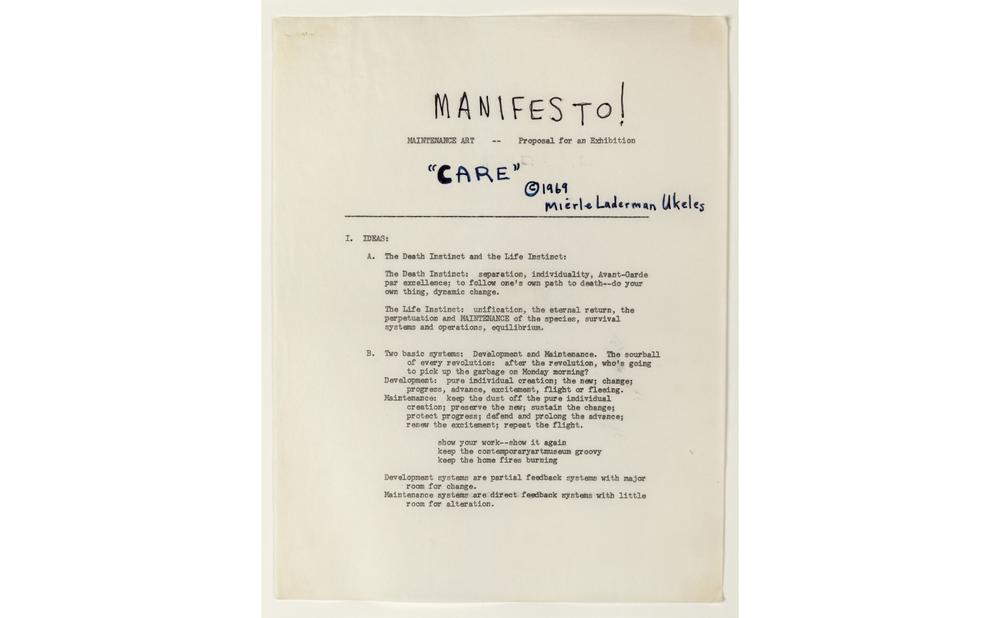 MANIFESTO!
MAINTENANCE ART -- Proposal for an Exhibition
"CARE"
©1969
Mierle Laderman Ukeles
I. IDEAS:
A. The Death Instinct and the Life Instinct:
The Death Instinct: separation, individuality, Avant-Garde
par excellence; to follow one's own path to death--do your
own thing, dynamic change.
The Life Instinct: unification, the eternal return, the
perpetuation and MAINTENANCE of the species, survival
systems and operations, equilibrium.
B. Two basic systems: Development and Maintenance. The sourball
of every revolution: after the revolution, who's going
to pick up the garbage on Monday morning?
Development: pure individual creation; the new; change;
progress, advance, excitement, flight or fleeing.
Maintenance: keep the dust off the pure individual
creation; preserve the new; sustain the change;
protect progress; defend and prolong the advance;
renew the excitement; repeat the flight.
show your work--show it again
keep the contemporaryartmuseum groovy
keep the home fires burning
Development systems are partial feedback systems with major
room for change.
Maintenance systems are direct feedback systems with little
room for alteration.